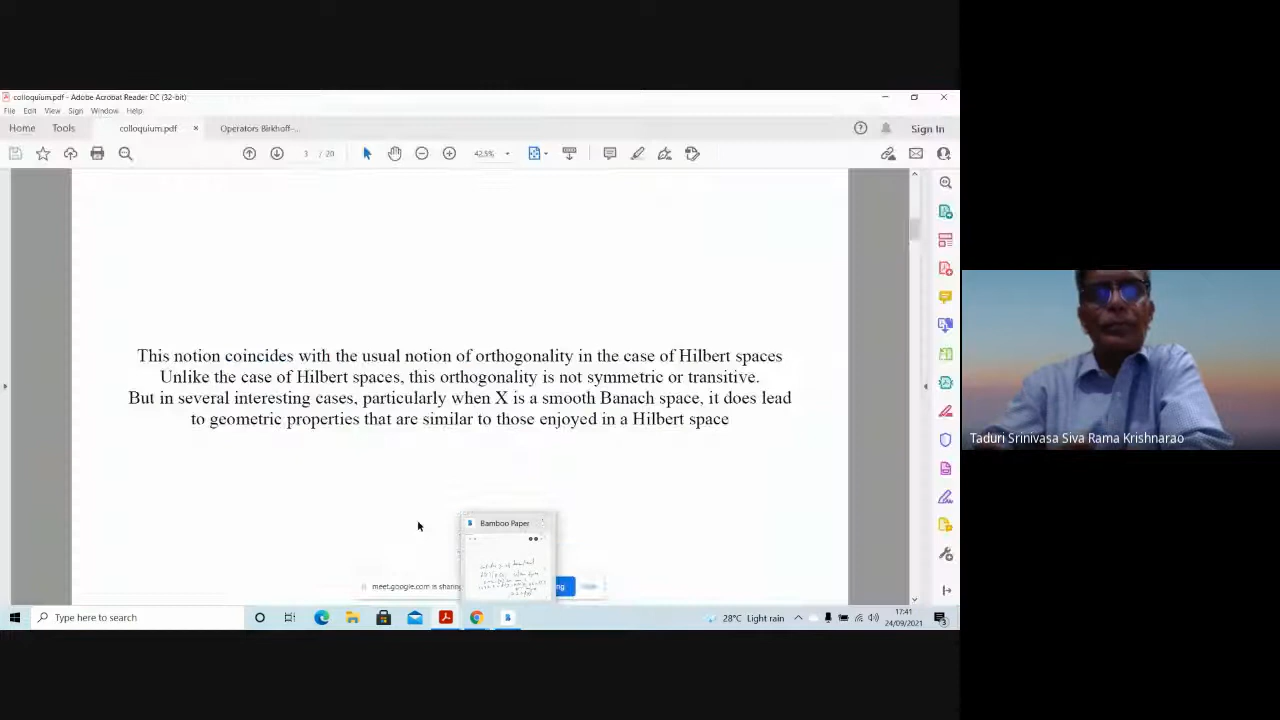 colloquium.pdf - Adobe Acrobat Reader DC (32-bit)
File Edit View Sign Window Help
Home Tools colloquium.pdf × Operators Birkhoff-... Sign In
3 / 20 42.5%
This notion coincides with the usual notion of orthogonality in the case of Hilbert spaces
Unlike the case of Hilbert spaces, this orthogonality is not symmetric or transitive.
But in several interesting cases, particularly when X is a smooth Banach space, it does lead
to geometric properties that are similar to those enjoyed in a Hilbert space
Taduri Srinivasa Siva Rama Krishnarao
Bamboo Paper
meet.google.com is sharing
Type here to search
28°C Light rain
17:41
24/09/2021